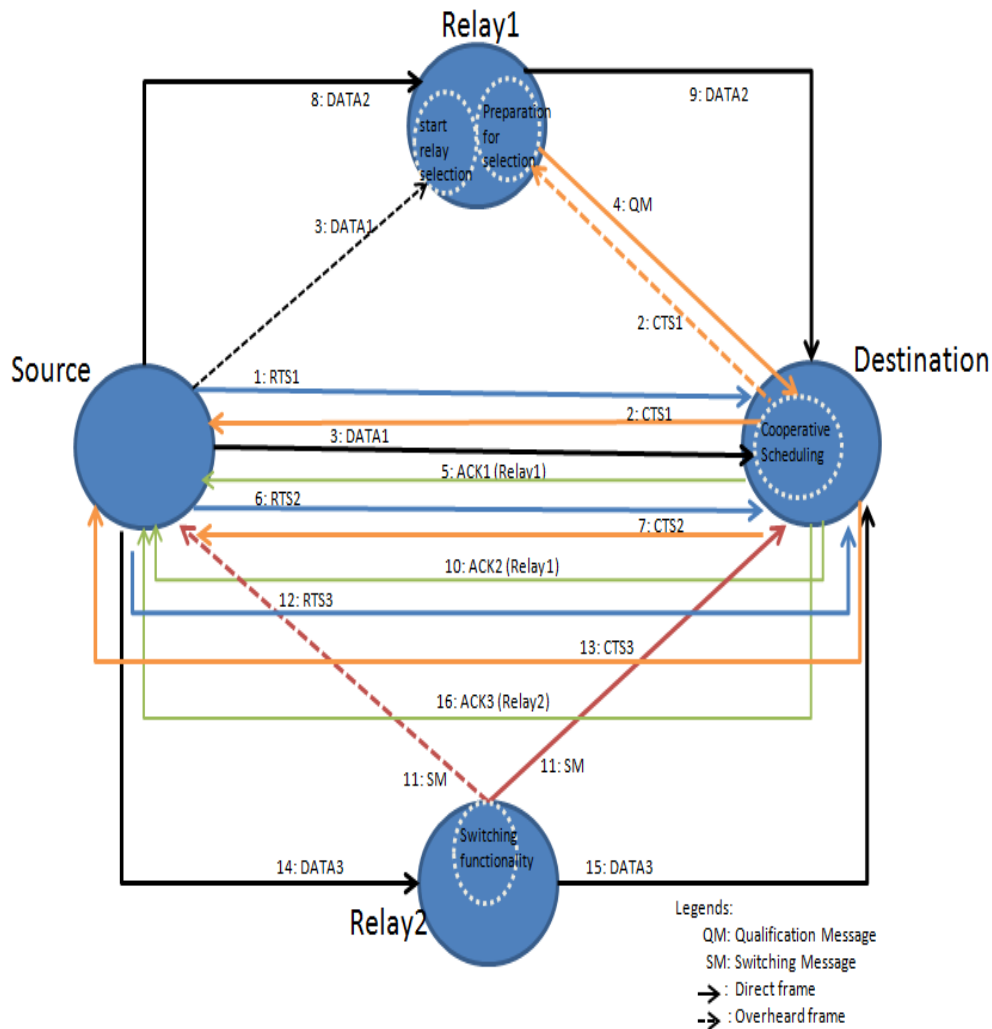 Relay1
8: DATA2
9: DATA2
start
relay
selection
Preparation
for
selection
4: QM
3: DATA1
2: CTS1
Source
Destination
1: RTS1
2: CTS1
3: DATA1
Cooperative
Scheduling
5: ACK1 (Relay1)
6: RTS2
7: CTS2
10: ACK2 (Relay1)
12: RTS3
13: CTS3
16: ACK3 (Relay2)
11: SM
11: SM
Switching
functionality
14: DATA3
15: DATA3
Relay2
Legends:
QM: Qualification Message
SM: Switching Message
: Direct frame
: Overheard frame